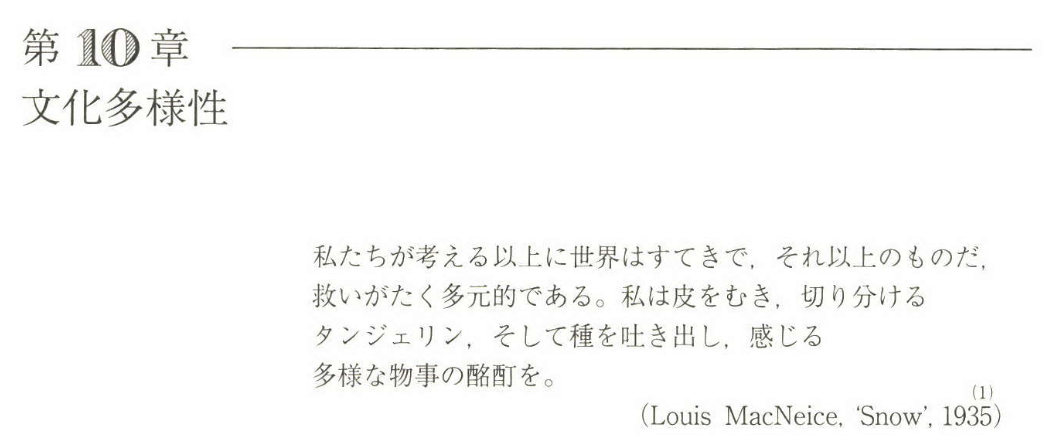 第10章
文化多様性
私たちが考える以上に世界はすてきで，それ以上のものだ，
救いがたく多元的である。私は皮をむき，切り分ける
タンジェリン，そして種を吐き出し，感じる
多様な物事の酩酊を。
(Louis MacNeice, ‘Snow’, 1935)(1)